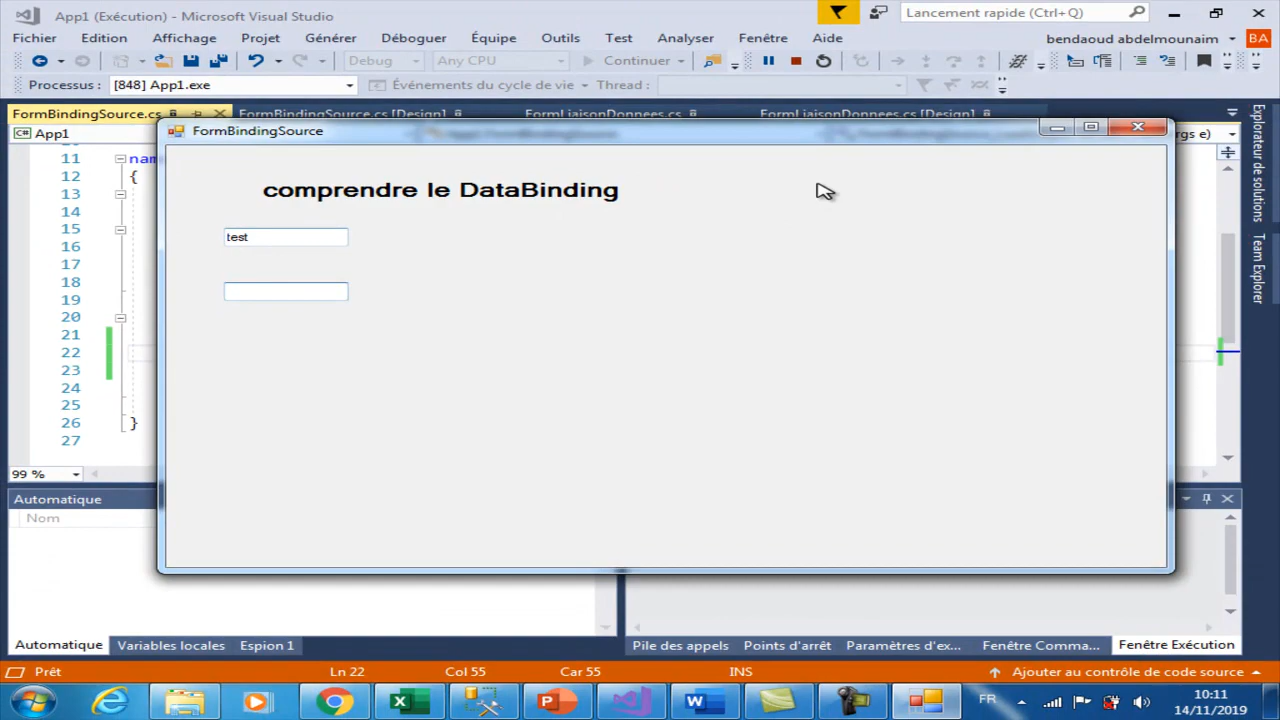 App1 (Exécution) - Microsoft Visual Studio
Lancement rapide (Ctrl+Q)
Fichier Edition Affichage Projet Générer Déboguer Équipe Outils Test Analyser Fenêtre Aide
bendaoud abdelmounaim BA
Debug Any CPU Continuer
Processus : [848] App1.exe Événements du cycle de vie Thread :
FormBindingSource.cs FormBindingSource.cs [Design] FormLiaisonDonnees.cs FormLiaisonDonnees.cs [Design]
App1
rgs e)
FormBindingSource
Explorateur de solutions
Team Explorer
comprendre le DataBinding
test
11 nam
12 {
13
14
15
16
17
18
19
20
21
22
23
24
25
26 }
27
99 %
Automatique
Nom
Automatique Variables locales Espion 1
Pile des appels Points d'arrêt Paramètres d'ex... Fenêtre Comma... Fenêtre Exécution
Prêt Ln 22 Col 55 Car 55 INS Ajouter au contrôle de code source
FR
10:11
14/11/2019